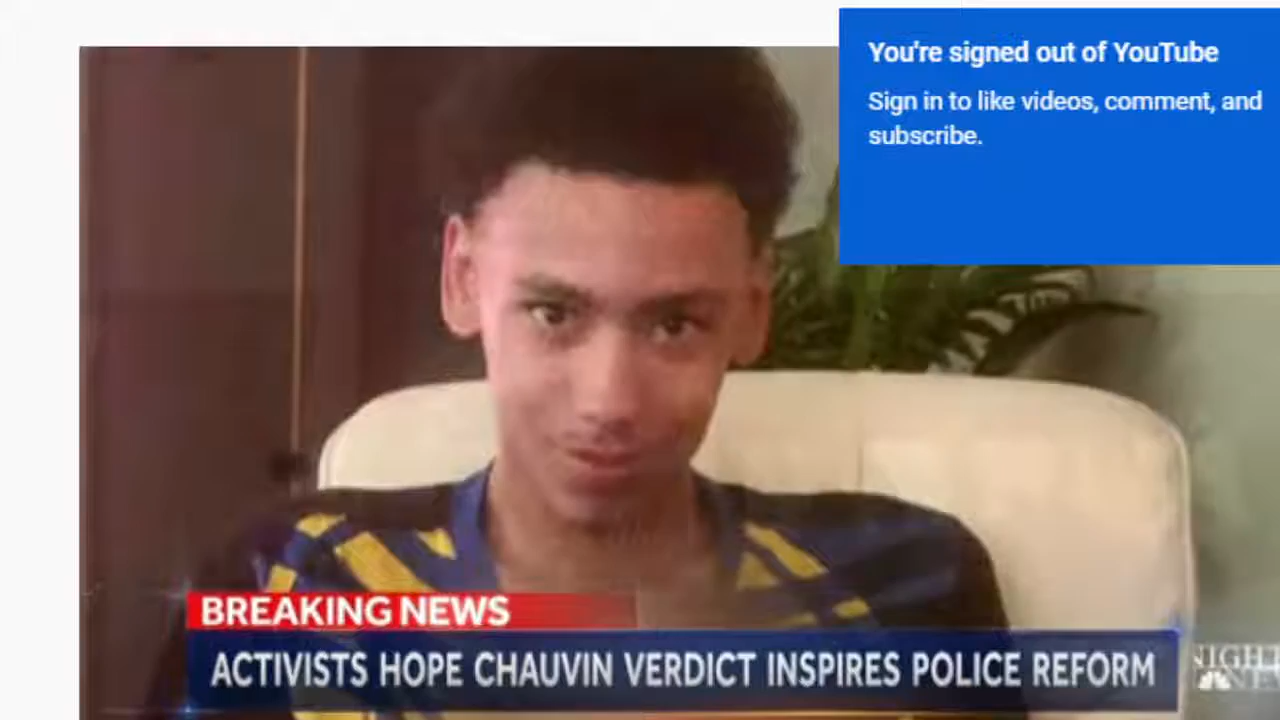 You're signed out of YouTube
Sign in to like videos, comment, and
subscribe.
BREAKING NEWS
ACTIVISTS HOPE CHAUVIN VERDICT INSPIRES POLICE REFORM